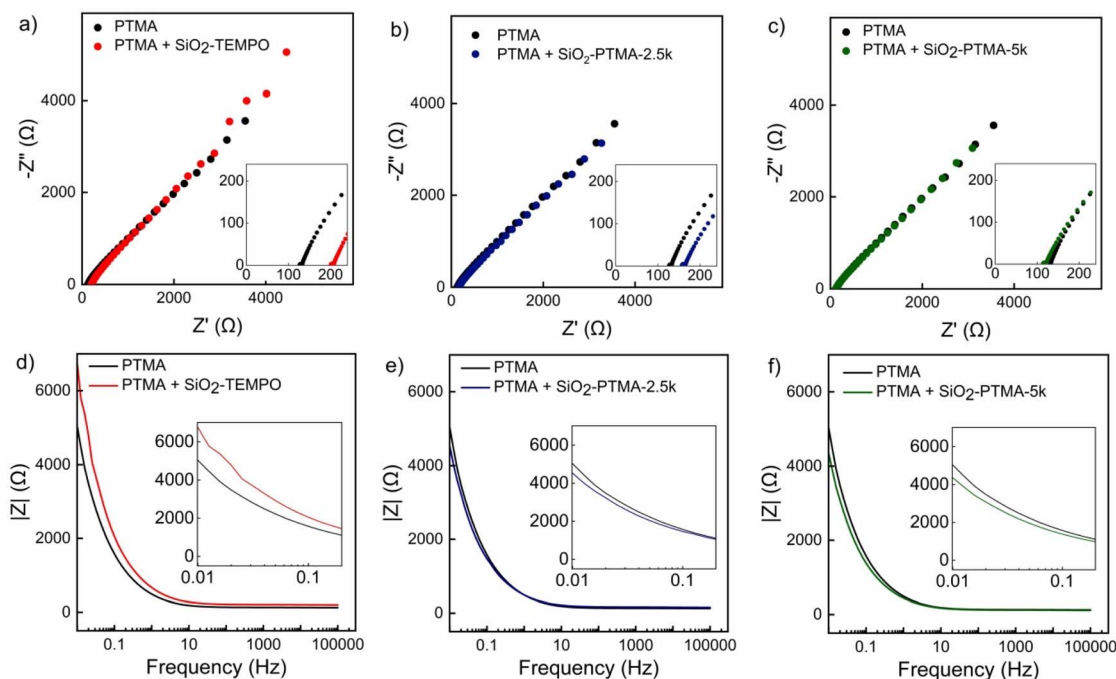 a)
PTMA
PTMA + SiO2-TEMPO
-Z'' (Ω)
4000
2000
0
0
2000
4000
Z' (Ω)
200
100
0
0
100
200
b)
PTMA
PTMA + SiO2-PTMA-2.5k
-Z'' (Ω)
4000
2000
0
0
2000
4000
Z' (Ω)
200
100
0
0
100
200
c)
PTMA
PTMA + SiO2-PTMA-5k
-Z'' (Ω)
4000
2000
0
0
2000
4000
Z' (Ω)
200
100
0
0
100
200
d)
PTMA
PTMA + SiO2-TEMPO
|Z| (Ω)
6000
4000
2000
0
0.1
10
1000
100000
Frequency (Hz)
6000
4000
2000
0
0.01
0.1
e)
PTMA
PTMA + SiO2-PTMA-2.5k
|Z| (Ω)
6000
4000
2000
0
0.1
10
1000
100000
Frequency (Hz)
6000
4000
2000
0
0.01
0.1
f)
PTMA
PTMA + SiO2-PTMA-5k
|Z| (Ω)
6000
4000
2000
0
0.1
10
1000
100000
Frequency (Hz)
6000
4000
2000
0
0.01
0.1